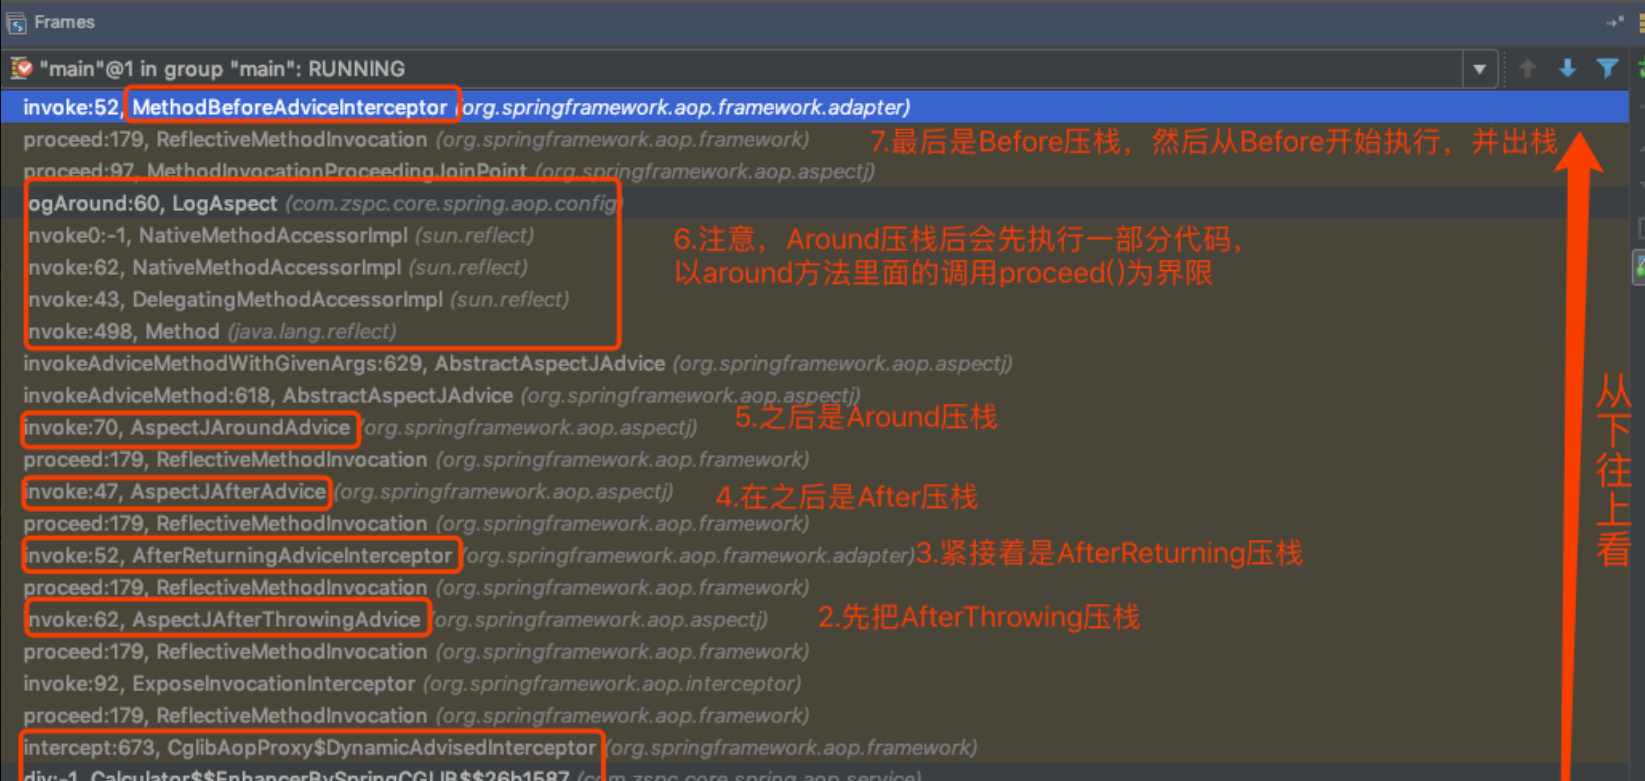 Frames
"main"@1 in group "main": RUNNING
invoke:52, MethodBeforeAdviceInterceptor (org.springframework.aop.framework.adapter)
proceed:179, ReflectiveMethodInvocation (org.springframework.aop.framework)
7.最后是Before压栈，然后从Before开始执行，并出栈
proceed:97, MethodInvocationProceedingJoinPoint (org.springframework.aop.aspectj)
ogAround:60, LogAspect (com.zspc.core.spring.aop.config)
nvoke0:-1, NativeMethodAccessorImpl (sun.reflect)
6.注意，Around压栈后会先执行一部分代码，
nvoke:62, NativeMethodAccessorImpl (sun.reflect)
以around方法里面的调用proceed()为界限
nvoke:43, DelegatingMethodAccessorImpl (sun.reflect)
nvoke:498, Method (java.lang.reflect)
invokeAdviceMethodWithGivenArgs:629, AbstractAspectJAdvice (org.springframework.aop.aspectj)
invokeAdviceMethod:618, AbstractAspectJAdvice (org.springframework.aop.aspectj)
invoke:70, AspectJAroundAdvice (org.springframework.aop.aspectj)
5.之后是Around压栈
proceed:179, ReflectiveMethodInvocation (org.springframework.aop.framework)
invoke:47, AspectJAfterAdvice (org.springframework.aop.aspectj)
4.在之后是After压栈
proceed:179, ReflectiveMethodInvocation (org.springframework.aop.framework)
invoke:52, AfterReturningAdviceInterceptor (org.springframework.aop.framework.adapter)
3.紧接着是AfterReturning压栈
proceed:179, ReflectiveMethodInvocation (org.springframework.aop.framework)
nvoke:62, AspectJAfterThrowingAdvice (org.springframework.aop.aspectj)
2.先把AfterThrowing压栈
proceed:179, ReflectiveMethodInvocation (org.springframework.aop.framework)
invoke:92, ExposeInvocationInterceptor (org.springframework.aop.interceptor)
proceed:179, ReflectiveMethodInvocation (org.springframework.aop.framework)
intercept:673, CglibAopProxy$DynamicAdvisedInterceptor (org.springframework.aop.framework)
div:-1, Calculator$$EnhancerBySpringCGLIB$$26b1587 (com.zspc.core.spring.aop.service)
从下往上看